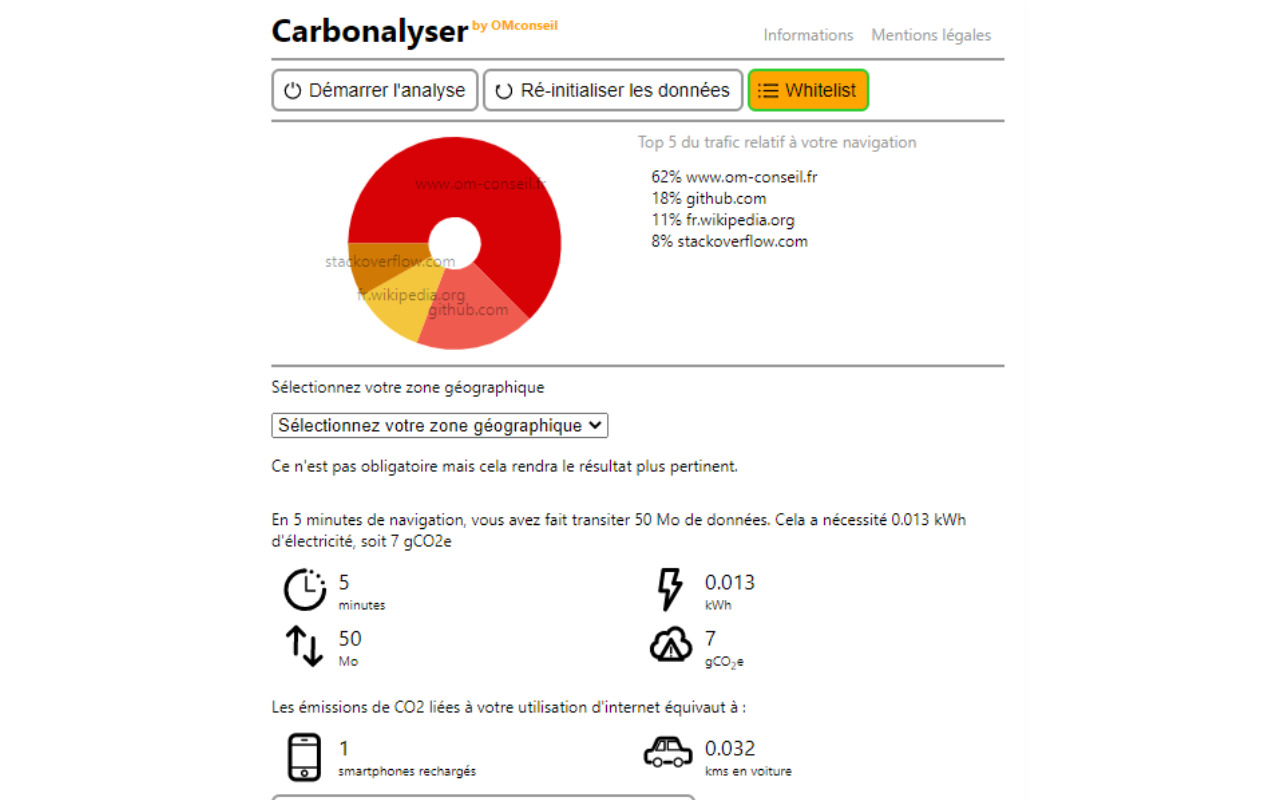 Carbonalyser by OMconseil
Informations Mentions légales
Démarrer l'analyse Ré-initialiser les données Whitelist
Top 5 du trafic relatif à votre navigation
62% www.om-conseil.fr
18% github.com
11% fr.wikipedia.org
8% stackoverflow.com
www.om-conseil.fr
stackoverflow.com
fr.wikipedia.org
github.com
Sélectionnez votre zone géographique
Sélectionnez votre zone géographique
Ce n'est pas obligatoire mais cela rendra le résultat plus pertinent.
En 5 minutes de navigation, vous avez fait transiter 50 Mo de données. Cela a nécessité 0.013 kWh
d'électricité, soit 7 gCO2e
5
minutes
0.013
kWh
50
Mo
7
gCO₂e
Les émissions de CO2 liées à votre utilisation d'internet équivaut à :
1
smartphones rechargés
0.032
kms en voiture